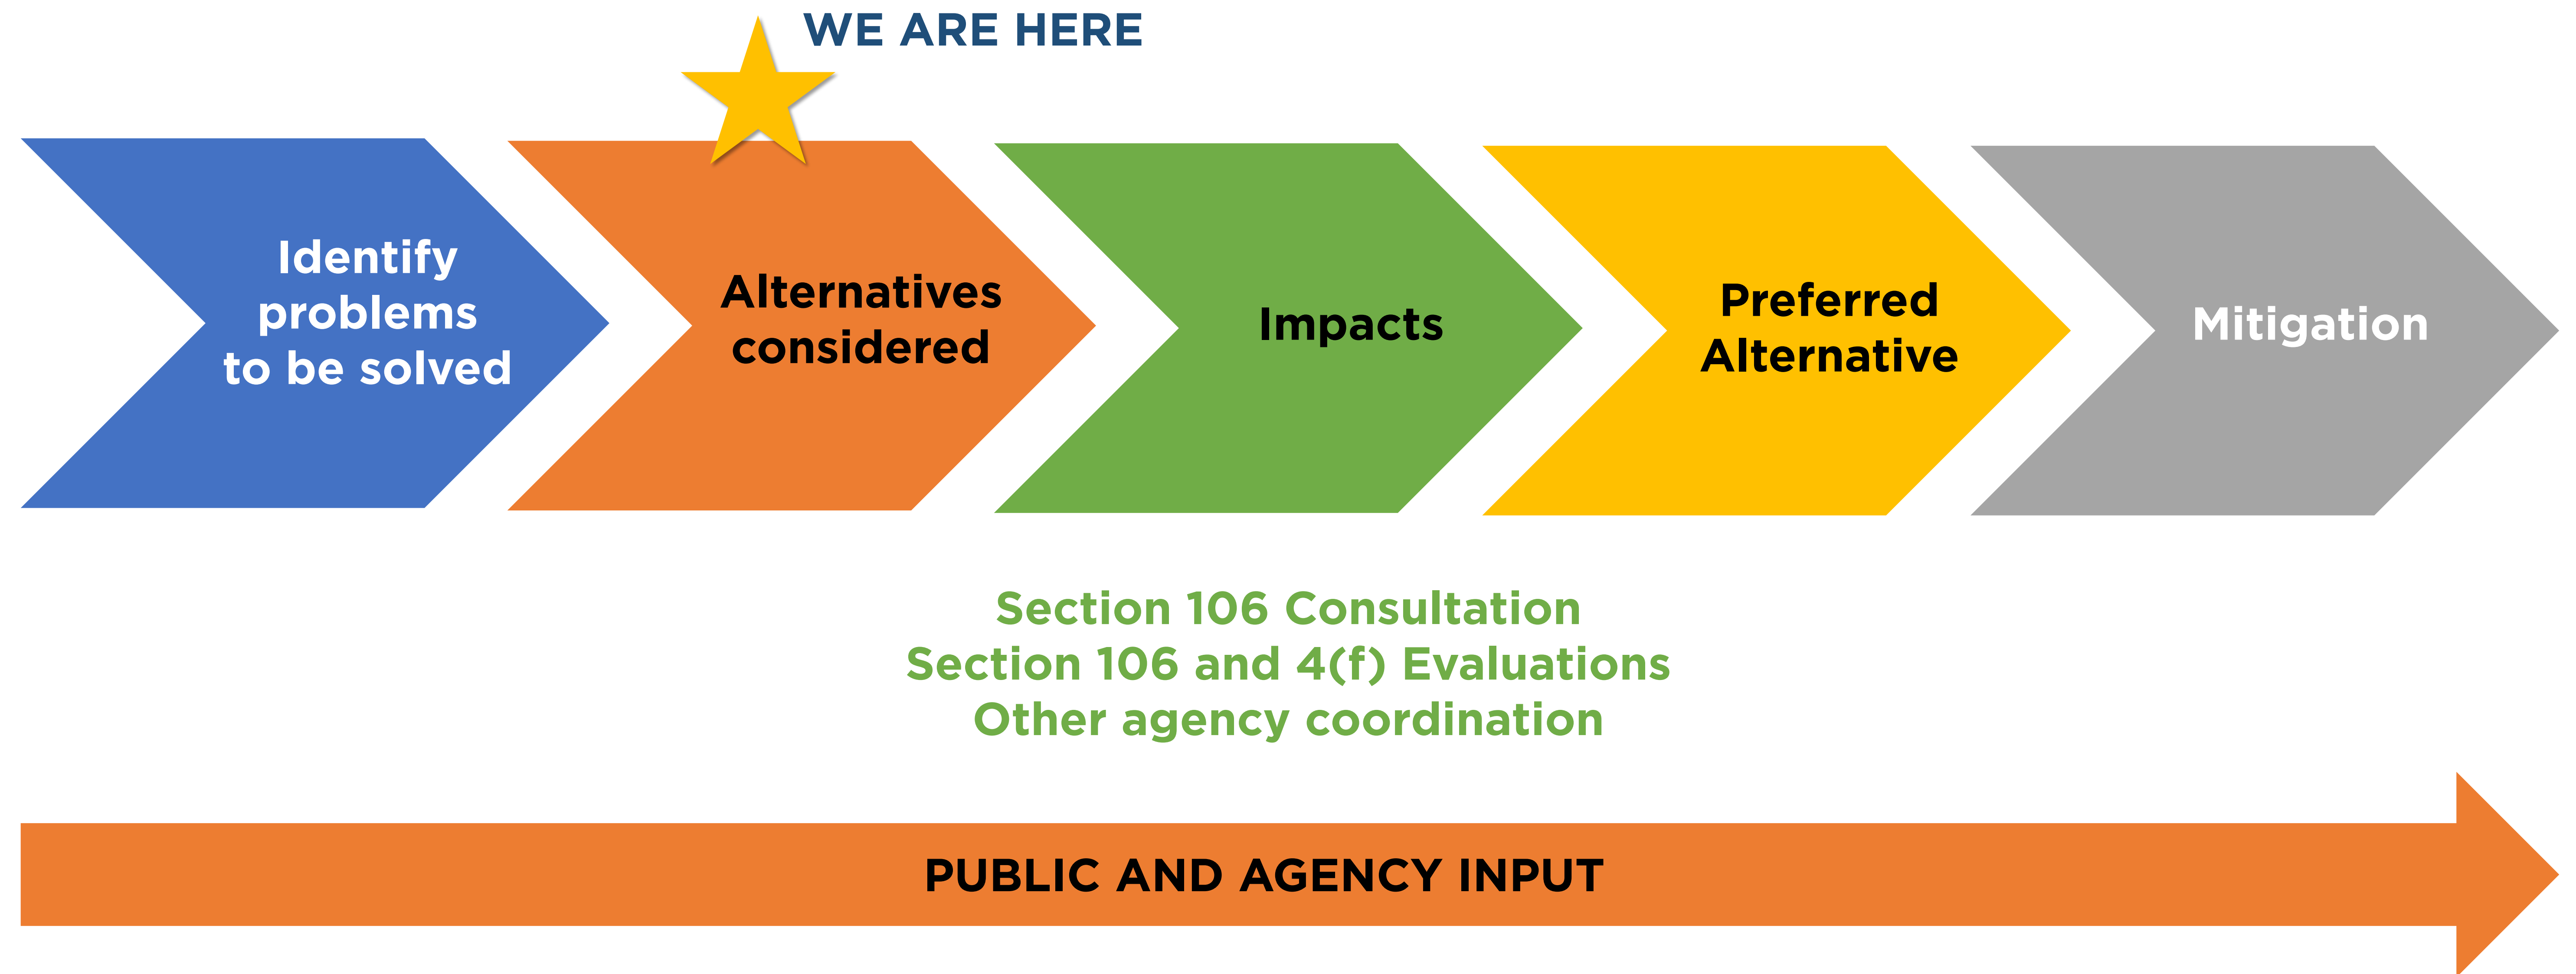 WE ARE HERE
Identify
problems
to be solved
Alternatives
considered
Impacts
Preferred
Alternative
Mitigation
Section 106 Consultation
Section 106 and 4(f) Evaluations
Other agency coordination
PUBLIC AND AGENCY INPUT